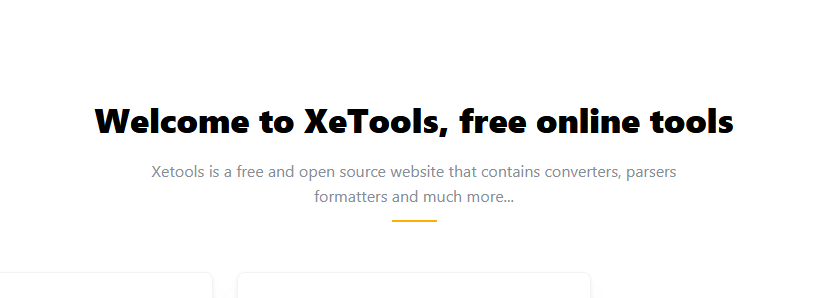 Welcome to XeTools, free online tools
Xetools is a free and open source website that contains converters, parsers
formatters and much more...